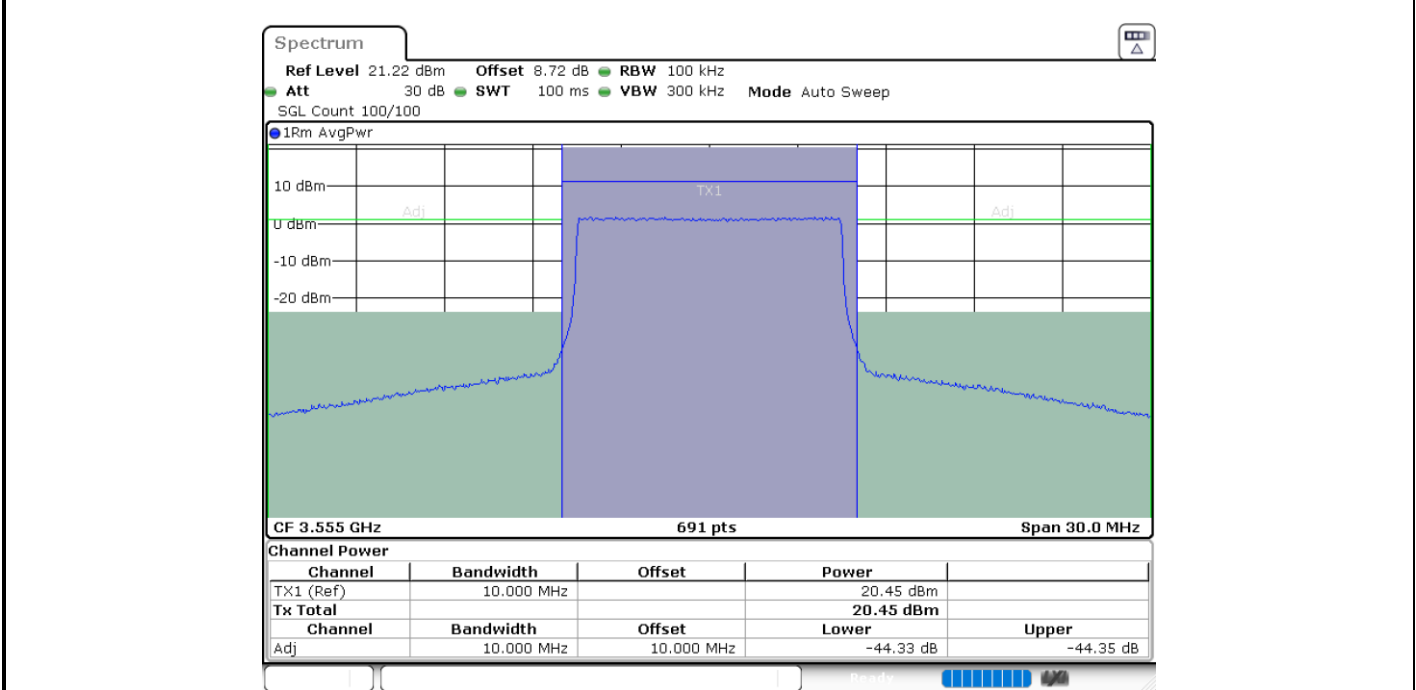 Spectrum
Ref Level 21.22 dBm Offset 8.72 dB RBW 100 kHz
Att 30 dB SWT 100 ms VBW 300 kHz Mode Auto Sweep
SGL Count 100/100
1Rm AvgPwr
10 dBm
TX1
Adj Adj
0 dBm
-10 dBm
-20 dBm
CF 3.555 GHz 691 pts Span 30.0 MHz
Channel Power
Channel Bandwidth Offset Power
TX1 (Ref) 10.000 MHz 20.45 dBm
Tx Total 20.45 dBm
Channel Bandwidth Offset Lower Upper
Adj 10.000 MHz 10.000 MHz -44.33 dB -44.35 dB
Ready